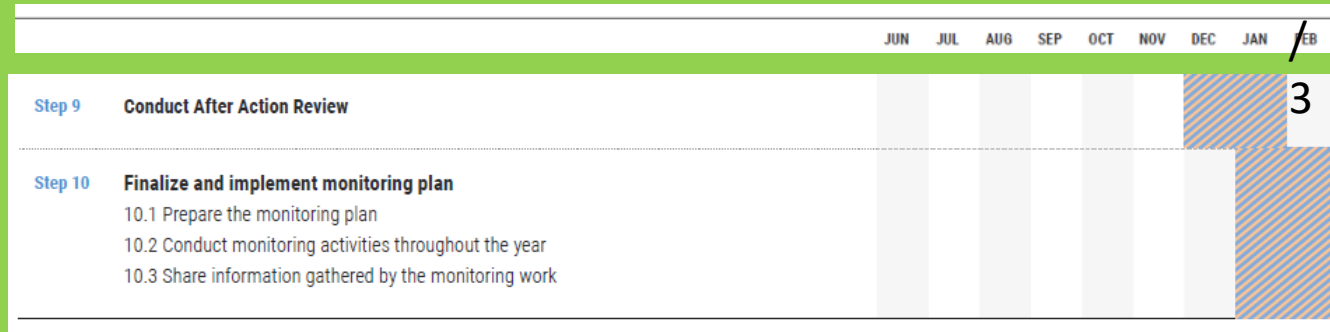 JUN JUL AUG SEP OCT NOV DEC JAN FEB
/
3
Step 9 Conduct After Action Review
Step 10 Finalize and implement monitoring plan
10.1 Prepare the monitoring plan
10.2 Conduct monitoring activities throughout the year
10.3 Share information gathered by the monitoring work